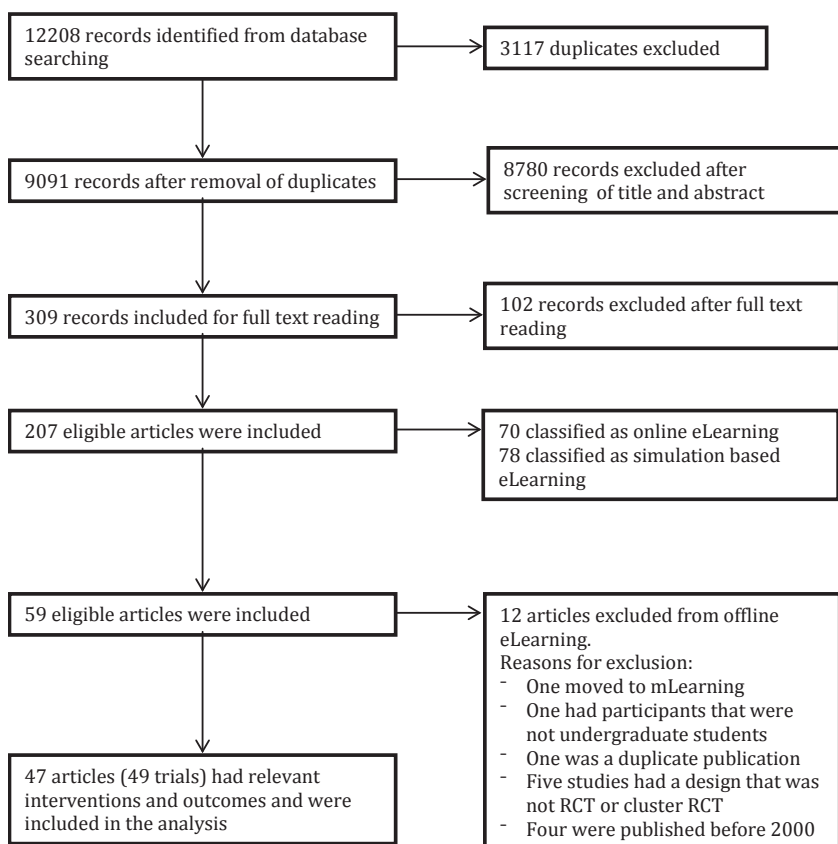 12208 records identified from database
searching
3117 duplicates excluded
9091 records after removal of duplicates
8780 records excluded after
screening of title and abstract
309 records included for full text reading
102 records excluded after full text
reading
207 eligible articles were included
70 classified as online eLearning
78 classified as simulation based
eLearning
59 eligible articles were included
12 articles excluded from offline
eLearning.
Reasons for exclusion:
- One moved to mLearning
- One had participants that were
not undergraduate students
- One was a duplicate publication
- Five studies had a design that was
not RCT or cluster RCT
- Four were published before 2000
47 articles (49 trials) had relevant
interventions and outcomes and were
included in the analysis